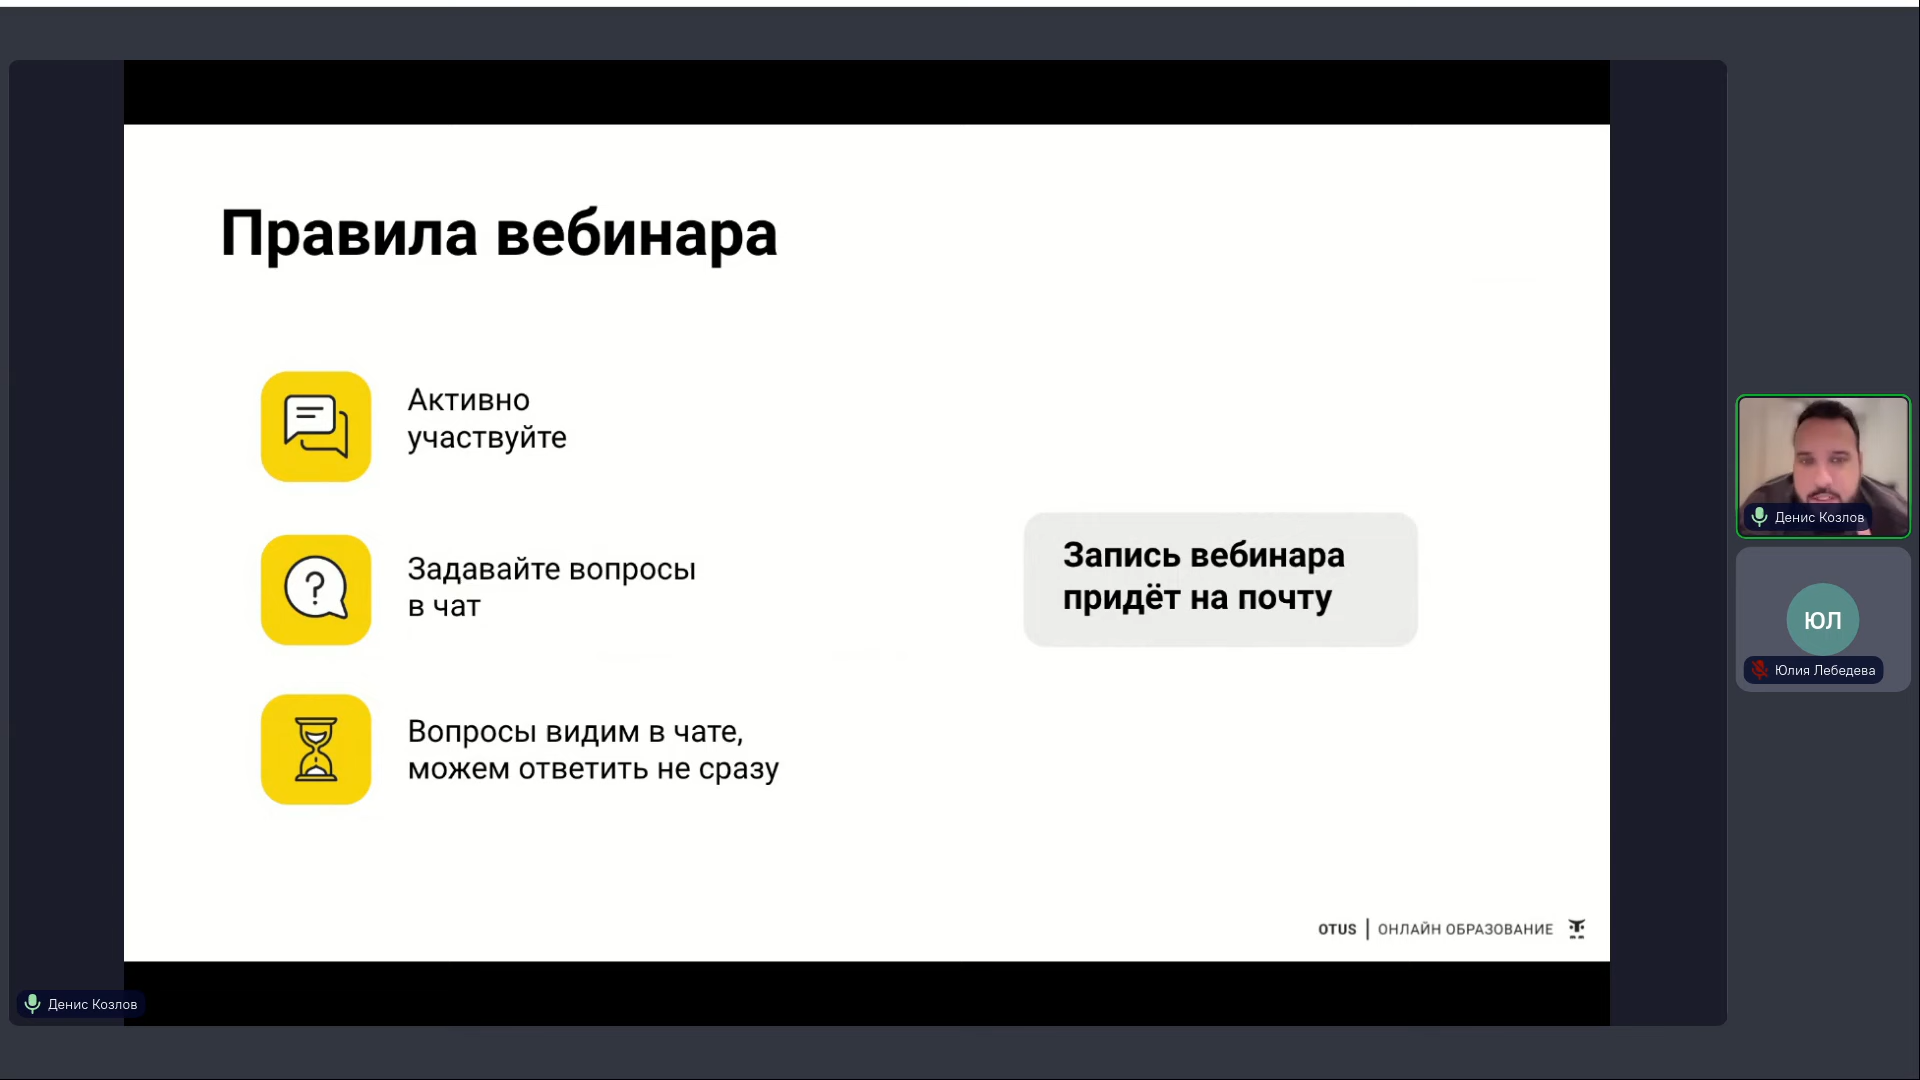 Правила вебинара
Активно
участвуйте
Задавайте вопросы
в чат
Вопросы видим в чате,
можем ответить не сразу
Запись вебинара
придёт на почту
OTUS | ОНЛАЙН ОБРАЗОВАНИЕ
Денис Козлов
ЮЛ
Юлия Лебедева
Денис Козлов